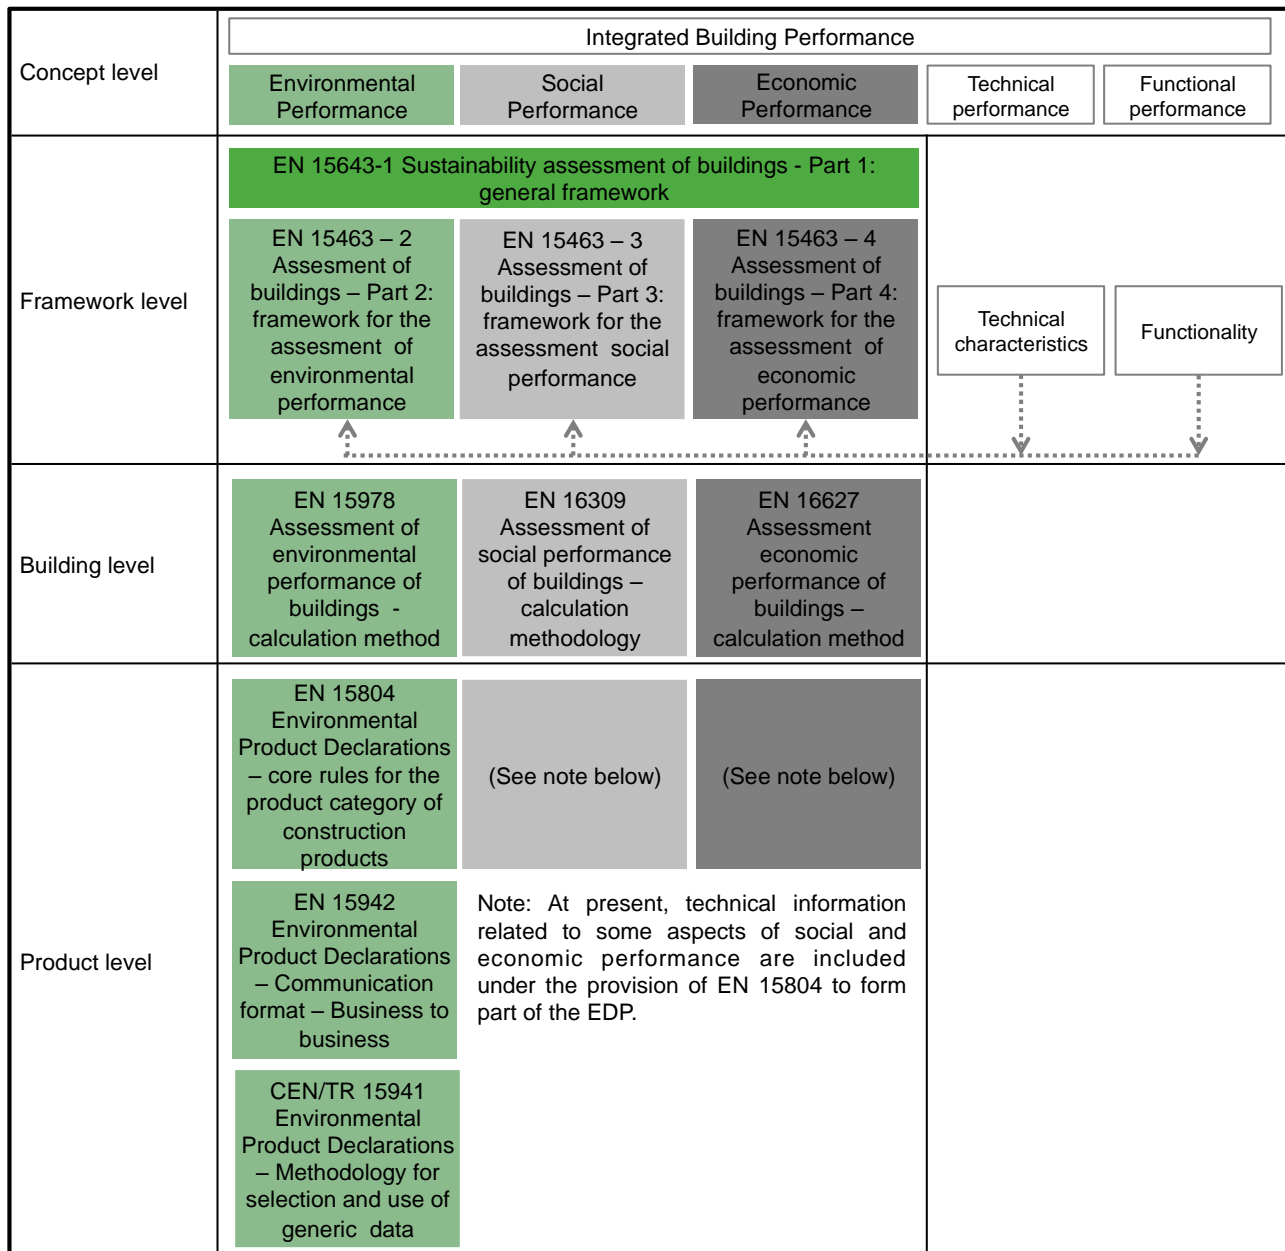 Integrated Building Performance
Concept level
Environmental
Performance
Social
Performance
Economic
Performance
Technical
performance
Functional
performance
Framework level
EN 15643-1 Sustainability assessment of buildings - Part 1:
general framework
EN 15463 – 2
Assesment of
buildings – Part 2:
framework for the
assesment of
environmental
performance
EN 15463 – 3
Assessment of
buildings – Part 3:
framework for the
assessment social
performance
EN 15463 – 4
Assessment of
buildings – Part 4:
framework for the
assessment of
economic
performance
Technical
characteristics
Functionality
Building level
EN 15978
Assessment of
environmental
performance of
buildings -
calculation method
EN 16309
Assessment of
social performance
of buildings –
calculation
methodology
EN 16627
Assessment
economic
performance of
buildings –
calculation method
Product level
EN 15804
Environmental
Product Declarations
– core rules for the
product category of
construction
products
(See note below)
(See note below)
EN 15942
Environmental
Product Declarations
– Communication
format – Business to
business
Note: At present, technical information
related to some aspects of social and
economic performance are included
under the provision of EN 15804 to form
part of the EDP.
CEN/TR 15941
Environmental
Product Declarations
– Methodology for
selection and use of
generic data